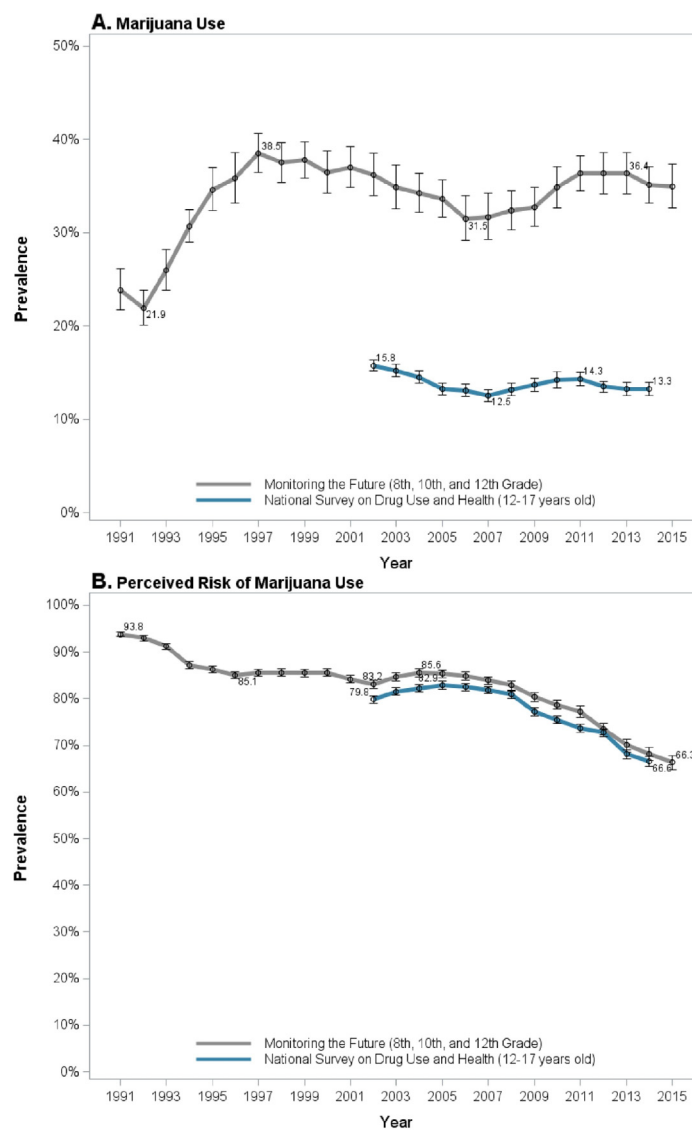 A. Marijuana Use
50%
40%
30%
20%
10%
0%
Prevalence
38.5
36.4
31.5
21.9
15.8
14.3
13.3
12.5
Monitoring the Future (8th, 10th, and 12th Grade)
National Survey on Drug Use and Health (12-17 years old)
1991 1993 1995 1997 1999 2001 2003 2005 2007 2009 2011 2013 2015
Year
B. Perceived Risk of Marijuana Use
100%
90%
80%
70%
60%
50%
40%
30%
20%
10%
0%
Prevalence
93.8
85.6
83.2
85.1
82.9
79.8
66.3
66.6
Monitoring the Future (8th, 10th, and 12th Grade)
National Survey on Drug Use and Health (12-17 years old)
1991 1993 1995 1997 1999 2001 2003 2005 2007 2009 2011 2013 2015
Year